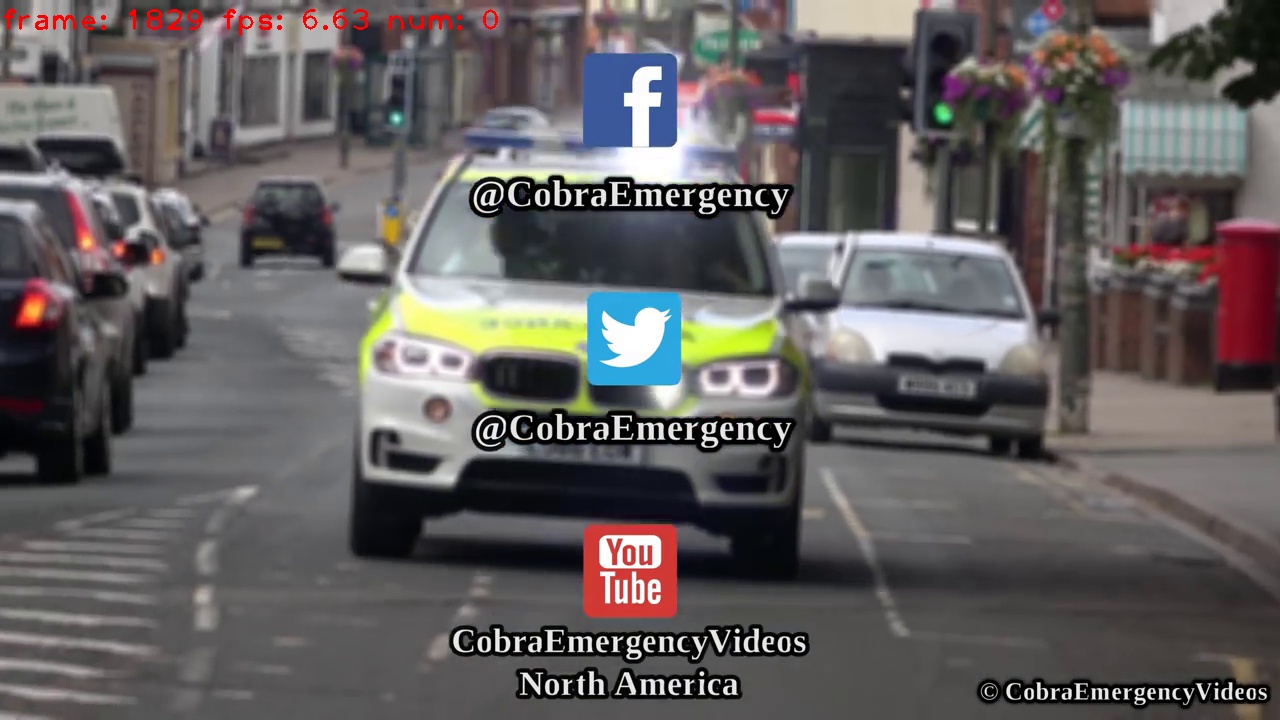 frame: 1829 fps: 6.63 num: 0
f
@CobraEmergency
@CobraEmergency
You
Tube
CobraEmergencyVideos
North America
© CobraEmergencyVideos